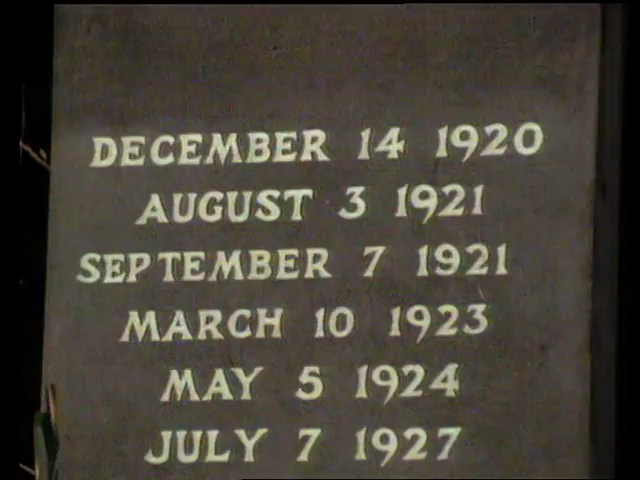 DECEMBER 14 1920
AUGUST 3 1921
SEPTEMBER 7 1921
MARCH 10 1923
MAY 5 1924
JULY 7 1927